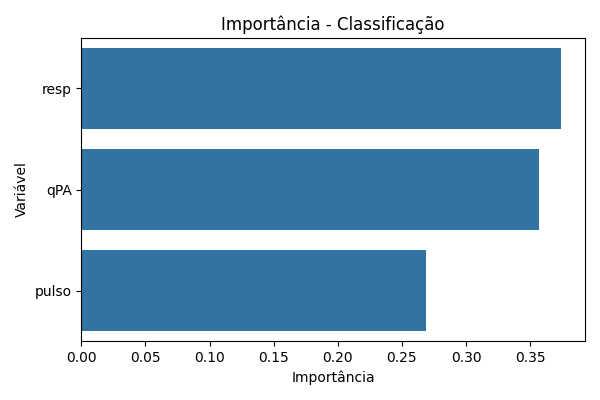 Importância - Classificação
Variável
resp
qPA
pulso
0.00 0.05 0.10 0.15 0.20 0.25 0.30 0.35
Importância